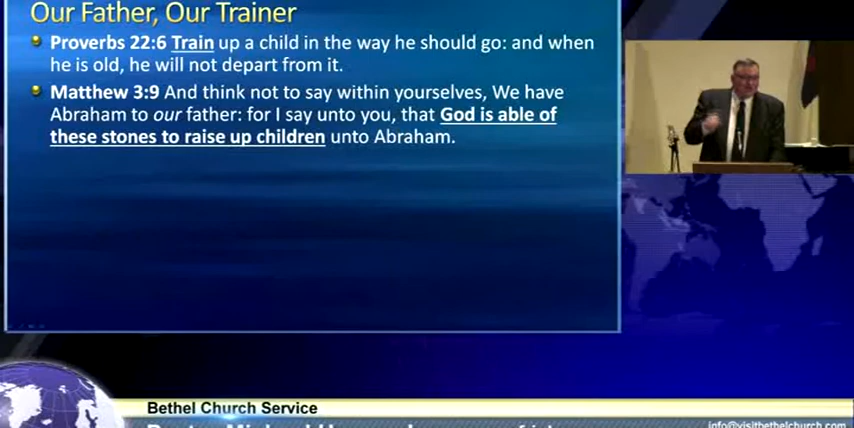 Our Father, Our Trainer
Proverbs 22:6 Train up a child in the way he should go: and when
he is old, he will not depart from it.
Matthew 3:9 And think not to say within yourselves, We have
Abraham to our father: for I say unto you, that God is able of
these stones to raise up children unto Abraham.
Bethel Church Service
info@visitbethelchurch.com